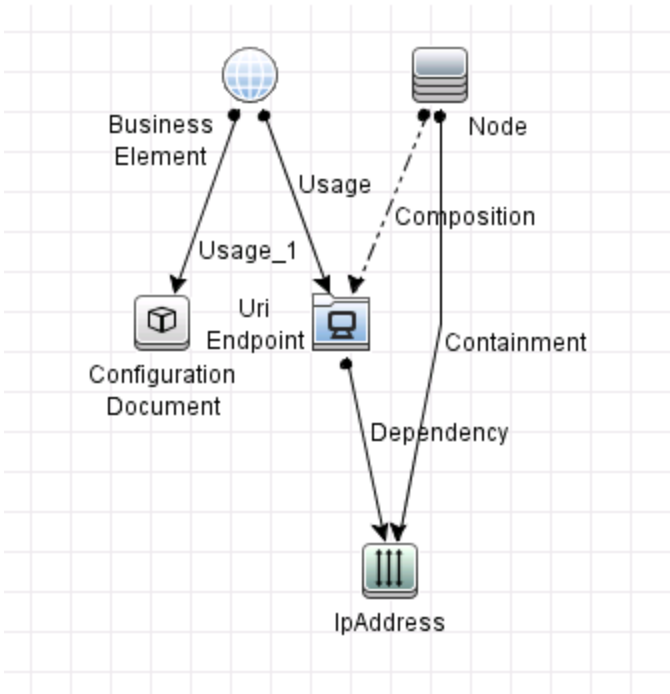 Business
Element
Node
Usage
Composition
Usage_1
Uri
Endpoint
Containment
Configuration
Document
Dependency
IpAddress